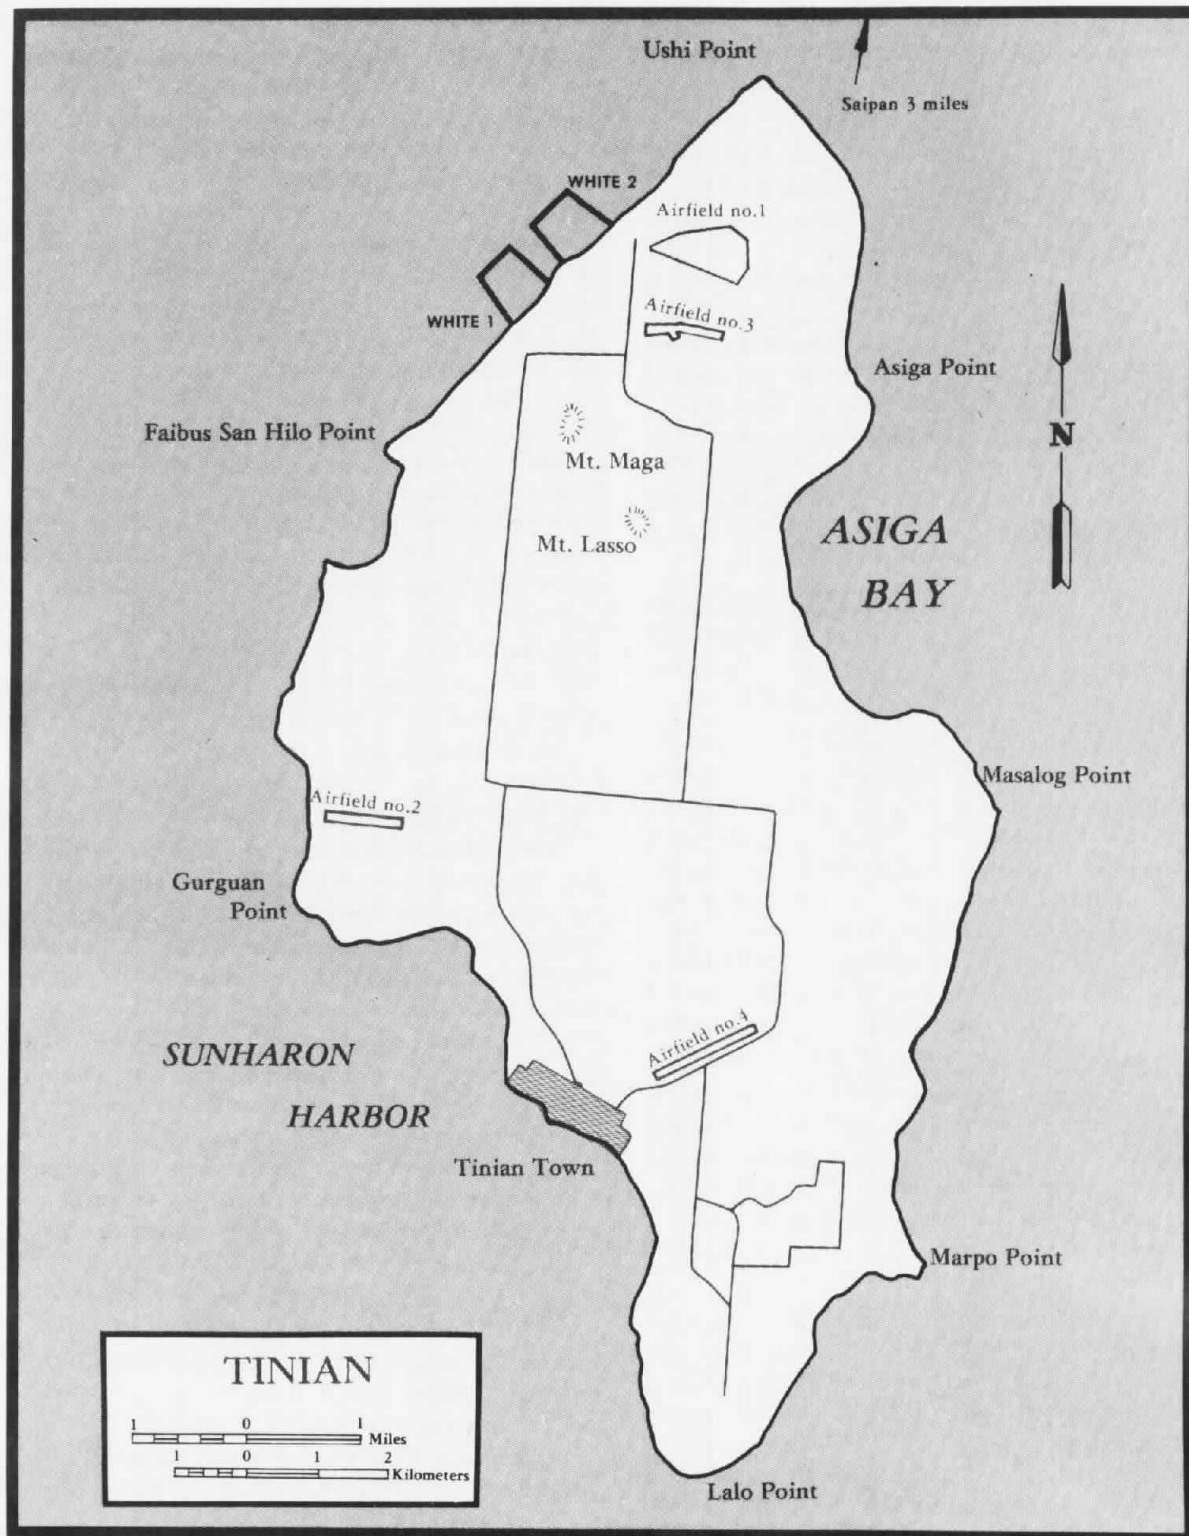 Ushi Point
Saipan 3 miles
WHITE 2
Airfield no.1
WHITE 1
Airfield no.3
Asiga Point
Faibus San Hilo Point
N
Mt. Maga
ASIGA
BAY
Mt. Lasso
Masalog Point
Airfield no.2
Gurguan
Point
Airfield no.4
SUNHARON
HARBOR
Tinian Town
Marpo Point
TINIAN
1 0 1
Miles
1 0 1 2
Kilometers
Lalo Point